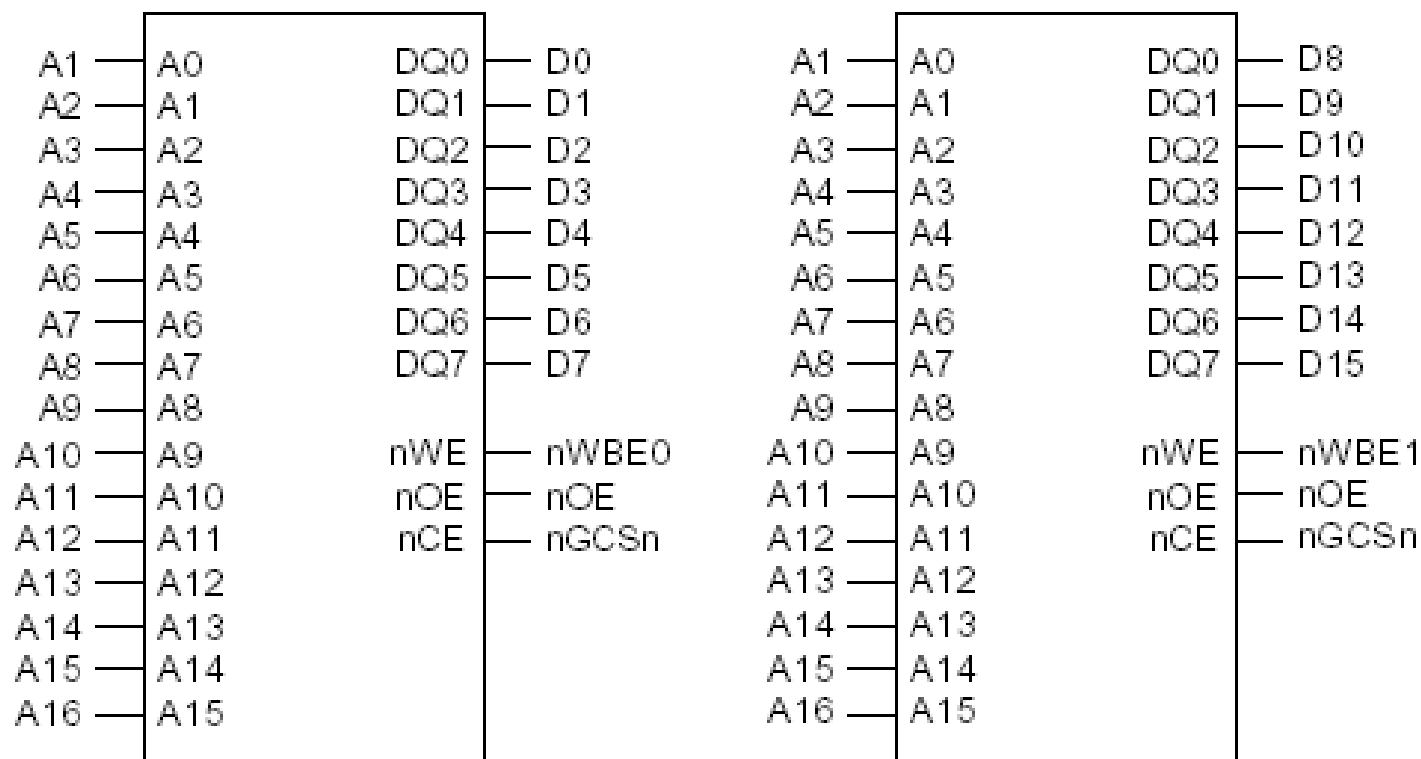 A1 A0 DQ0 D0 A1 A0 DQ0 D8
A2 A1 DQ1 D1 A2 A1 DQ1 D9
A3 A2 DQ2 D2 A3 A2 DQ2 D10
A4 A3 DQ3 D3 A4 A3 DQ3 D11
A5 A4 DQ4 D4 A5 A4 DQ4 D12
A6 A5 DQ5 D5 A6 A5 DQ5 D13
A7 A6 DQ6 D6 A7 A6 DQ6 D14
A8 A7 DQ7 D7 A8 A7 DQ7 D15
A9 A8 A9 A8
A10 A9 nWE nWBE0 A10 A9 nWE nWBE1
A11 A10 nOE nOE A11 A10 nOE nOE
A12 A11 nCE nGCSn A12 A11 nCE nGCSn
A13 A12 A13 A12
A14 A13 A14 A13
A15 A14 A15 A14
A16 A15 A16 A15